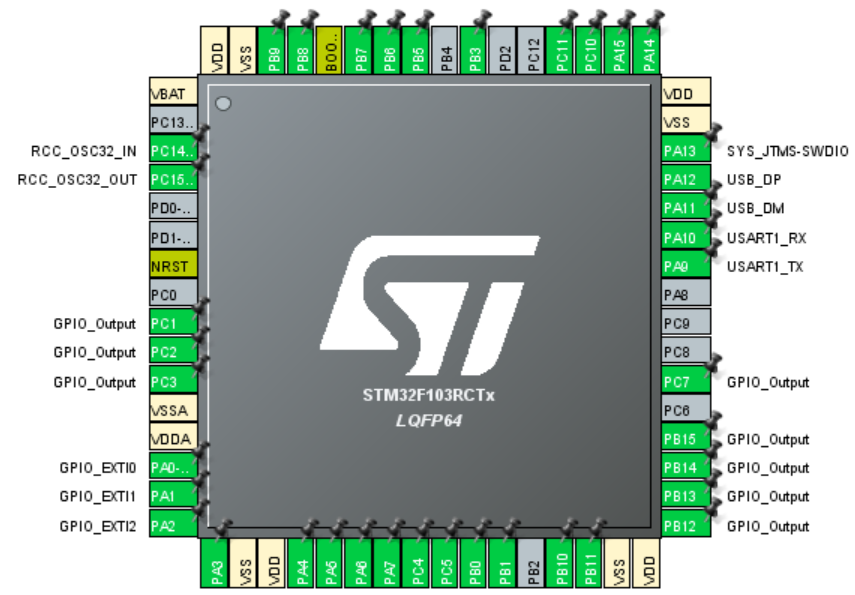 VDD
VSS
PB9
PB8
BOO..
PB7
PB6
PB5
PB4
PB3
PD2
PC12
PC11
PC10
PA15
PA14
VBAT
PC13..
RCC_OSC32_IN PC14..
RCC_OSC32_OUT PC15..
PD0-..
PD1-..
NRST
PC0
GPIO_Output PC1
GPIO_Output PC2
GPIO_Output PC3
VSSA
VDDA
GPIO_EXTI0 PA0-..
GPIO_EXTI1 PA1
GPIO_EXTI2 PA2
ST
STM32F103RCTx
LQFP64
VDD
VSS
PA13 SYS_JTMS-SWDIO
PA12 USB_DP
PA11 USB_DM
PA10 USART1_RX
PA9 USART1_TX
PA8
PC9
PC8
PC7 GPIO_Output
PC6
PB15 GPIO_Output
PB14 GPIO_Output
PB13 GPIO_Output
PB12 GPIO_Output
PA3
VSS
VDD
PA4
PA5
PA6
PA7
PC4
PC5
PB0
PB1
PB2
PB10
PB11
VSS
VDD